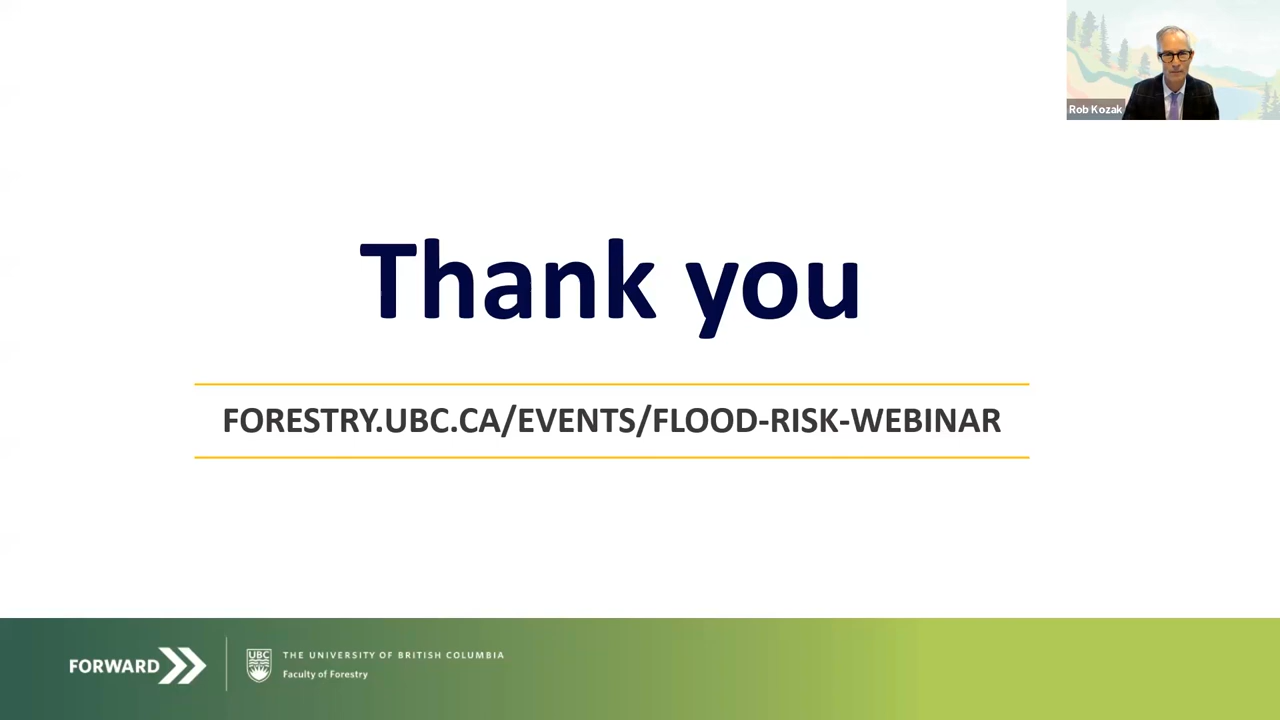 Rob Kozak
Thank you
FORESTRY.UBC.CA/EVENTS/FLOOD-RISK-WEBINAR
FORWARD
UBC
THE UNIVERSITY OF BRITISH COLUMBIA
Faculty of Forestry